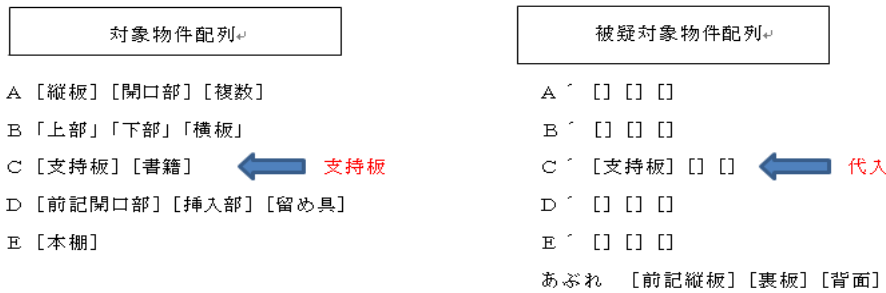 対象物件配列↵
A [縦板] [開口部] [複数]
B「上部」「下部」「横板」
C [支持板] [書籍] 支持板
D [前記開口部] [挿入部] [留め具]
E [本棚]
被疑対象物件配列↵
A´ [] [] []
B´ [] [] []
C´ [支持板] [] [] 代入
D´ [] [] []
E´ [] [] []
あぶれ [前記縦板] [裏板] [背面]